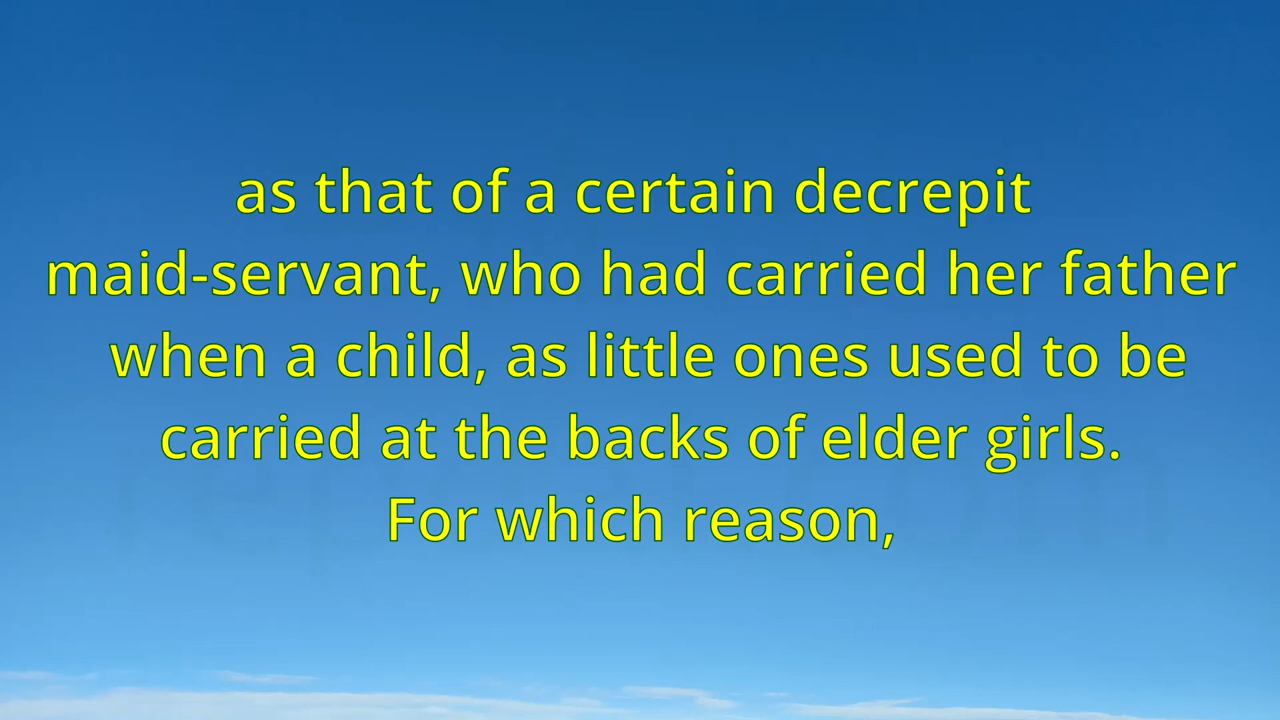 as that of a certain decrepit
maid-servant, who had carried her father
when a child, as little ones used to be
carried at the backs of elder girls.
For which reason,